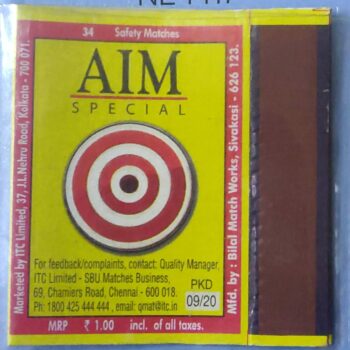 34 Safety Matches
AIM
SPECIAL
Marketed by ITC Limited, 37, J.L.Nehru Road, Kolkata - 700 071.
For feedback/complaints, contact: Quality Manager,
ITC Limited - SBU Matches Business,
69, Chamiers Road, Chennai - 600 018.
Ph: 1800 425 444 444, email: qmat@itc.in
PKD
09/20
Mfd. by : Bilal Match Works, Sivakasi - 626 123.
MRP ₹ 1.00 incl. of all taxes.